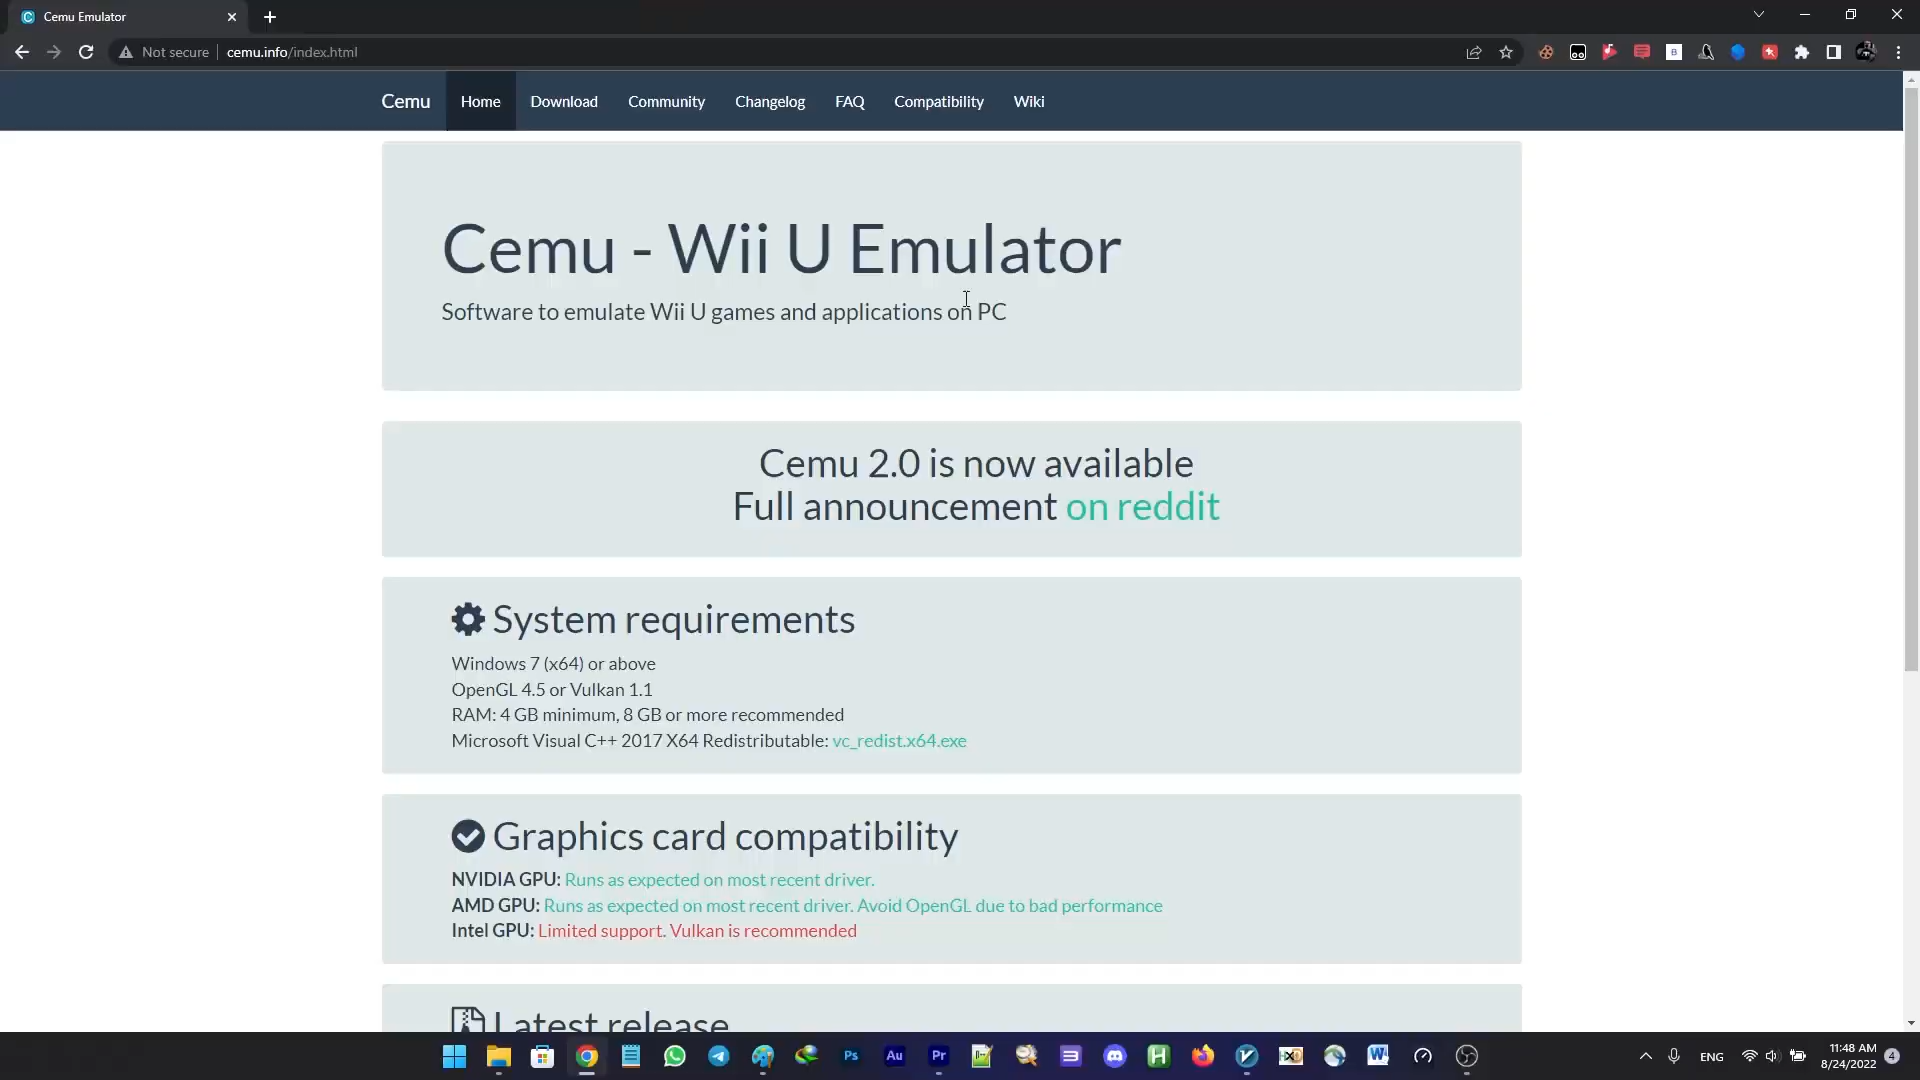 Cemu Emulator
Not secure
cemu.info/index.html
Cemu
Home
Download
Community
Changelog
FAQ
Compatibility
Wiki
Cemu - Wii U Emulator
Software to emulate Wii U games and applications on PC
Cemu 2.0 is now available
Full announcement on reddit
System requirements
Windows 7 (x64) or above
OpenGL 4.5 or Vulkan 1.1
RAM: 4 GB minimum, 8 GB or more recommended
Microsoft Visual C++ 2017 X64 Redistributable: vc_redist.x64.exe
Graphics card compatibility
NVIDIA GPU: Runs as expected on most recent driver.
AMD GPU: Runs as expected on most recent driver. Avoid OpenGL due to bad performance
Intel GPU: Limited support. Vulkan is recommended
Latest release
Ps
Au
Pr
ENG
11:48 AM
8/24/2022
4